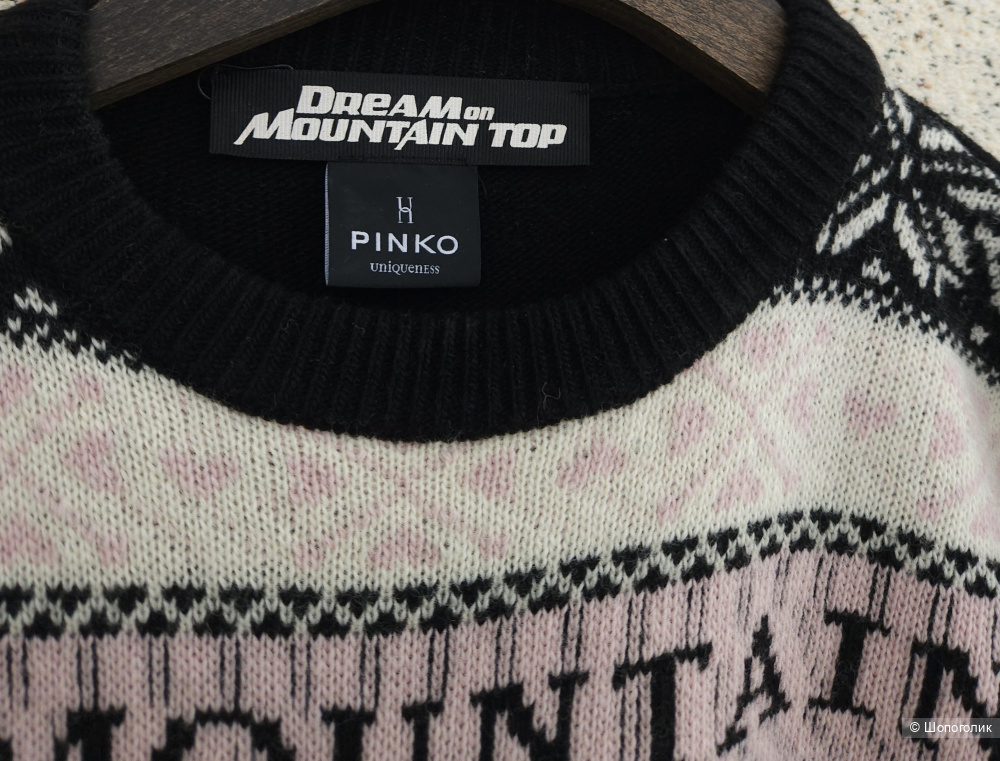 DREAM on
MOUNTAIN TOP
PINKO
uniqueness
MOUNTAIN
© Шопоголик